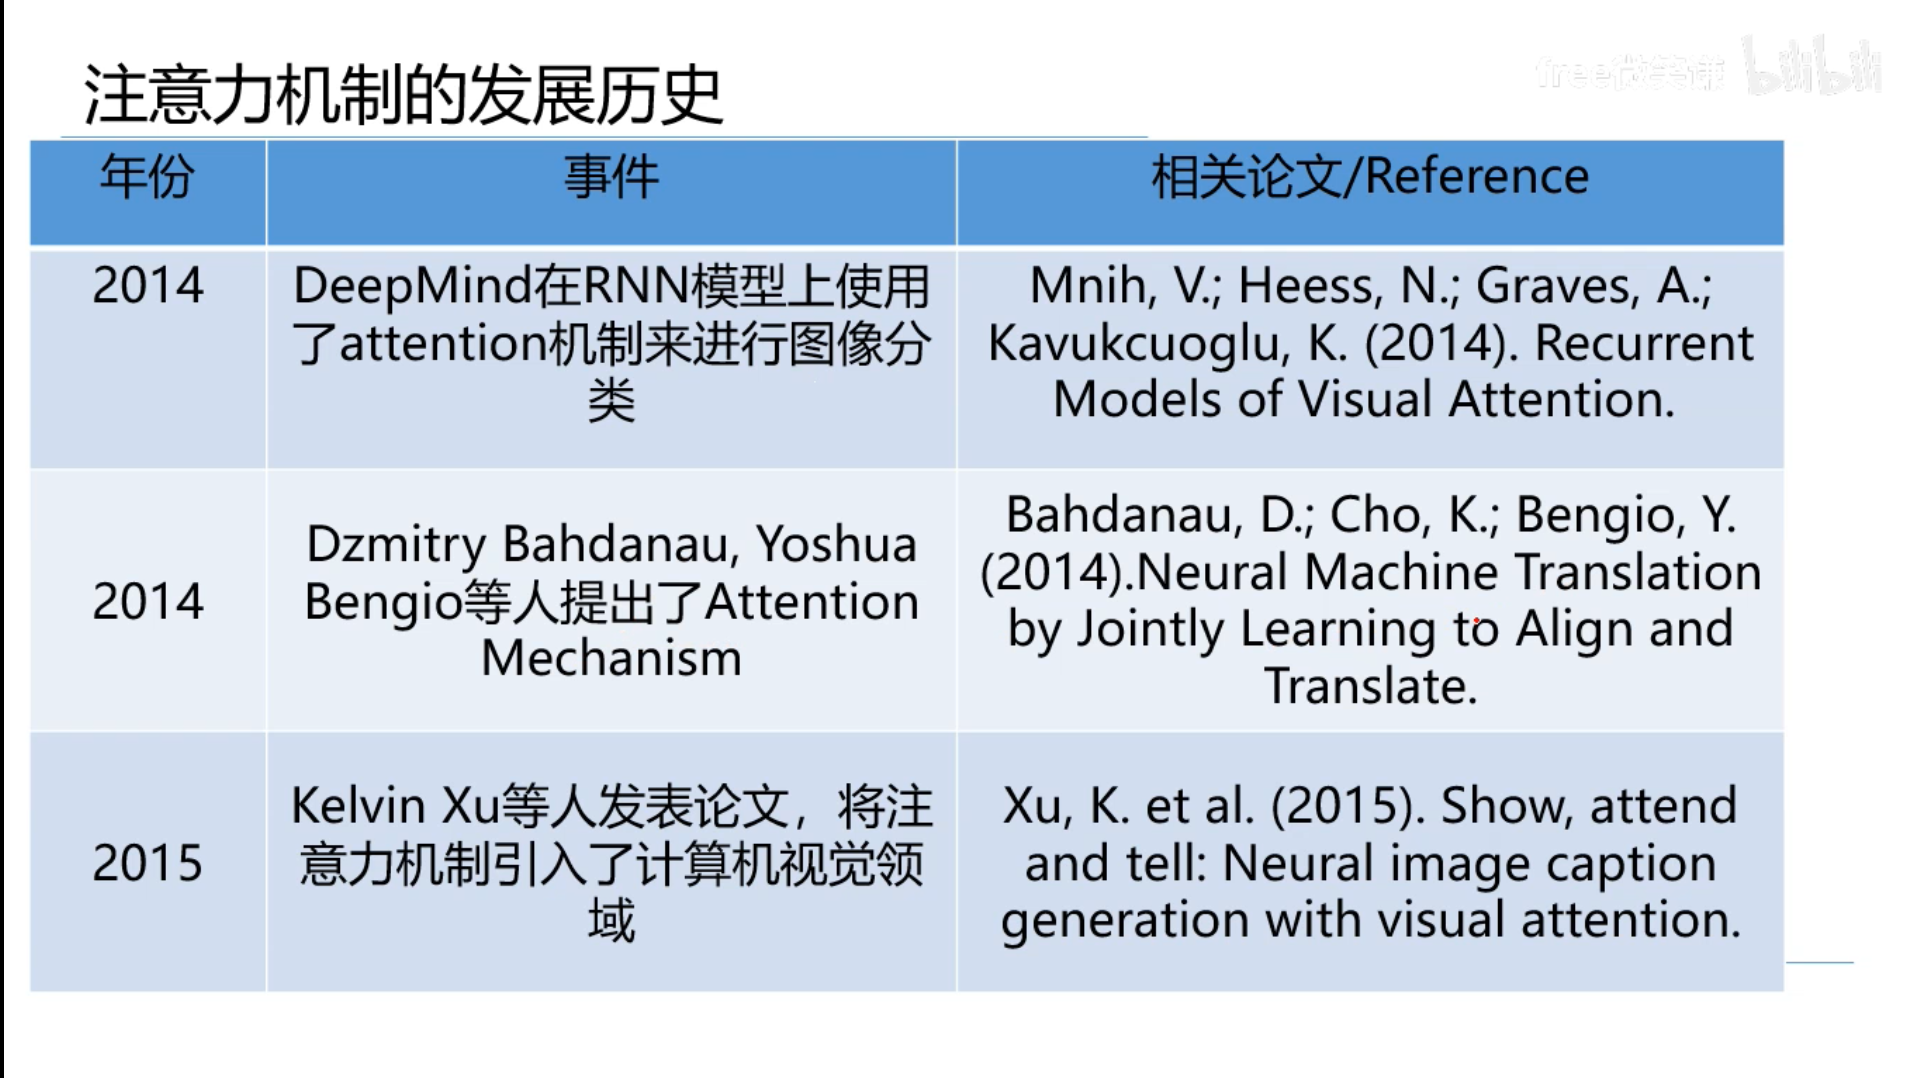 注意力机制的发展历史
free微笑谦 bilibili
年份 事件 相关论文/Reference
2014
DeepMind在RNN模型上使用
了attention机制来进行图像分
类
Mnih, V.; Heess, N.; Graves, A.;
Kavukcuoglu, K. (2014). Recurrent
Models of Visual Attention.
2014
Dzmitry Bahdanau, Yoshua
Bengio等人提出了Attention
Mechanism
Bahdanau, D.; Cho, K.; Bengio, Y.
(2014).Neural Machine Translation
by Jointly Learning to Align and
Translate.
2015
Kelvin Xu等人发表论文，将注
意力机制引入了计算机视觉领
域
Xu, K. et al. (2015). Show, attend
and tell: Neural image caption
generation with visual attention.